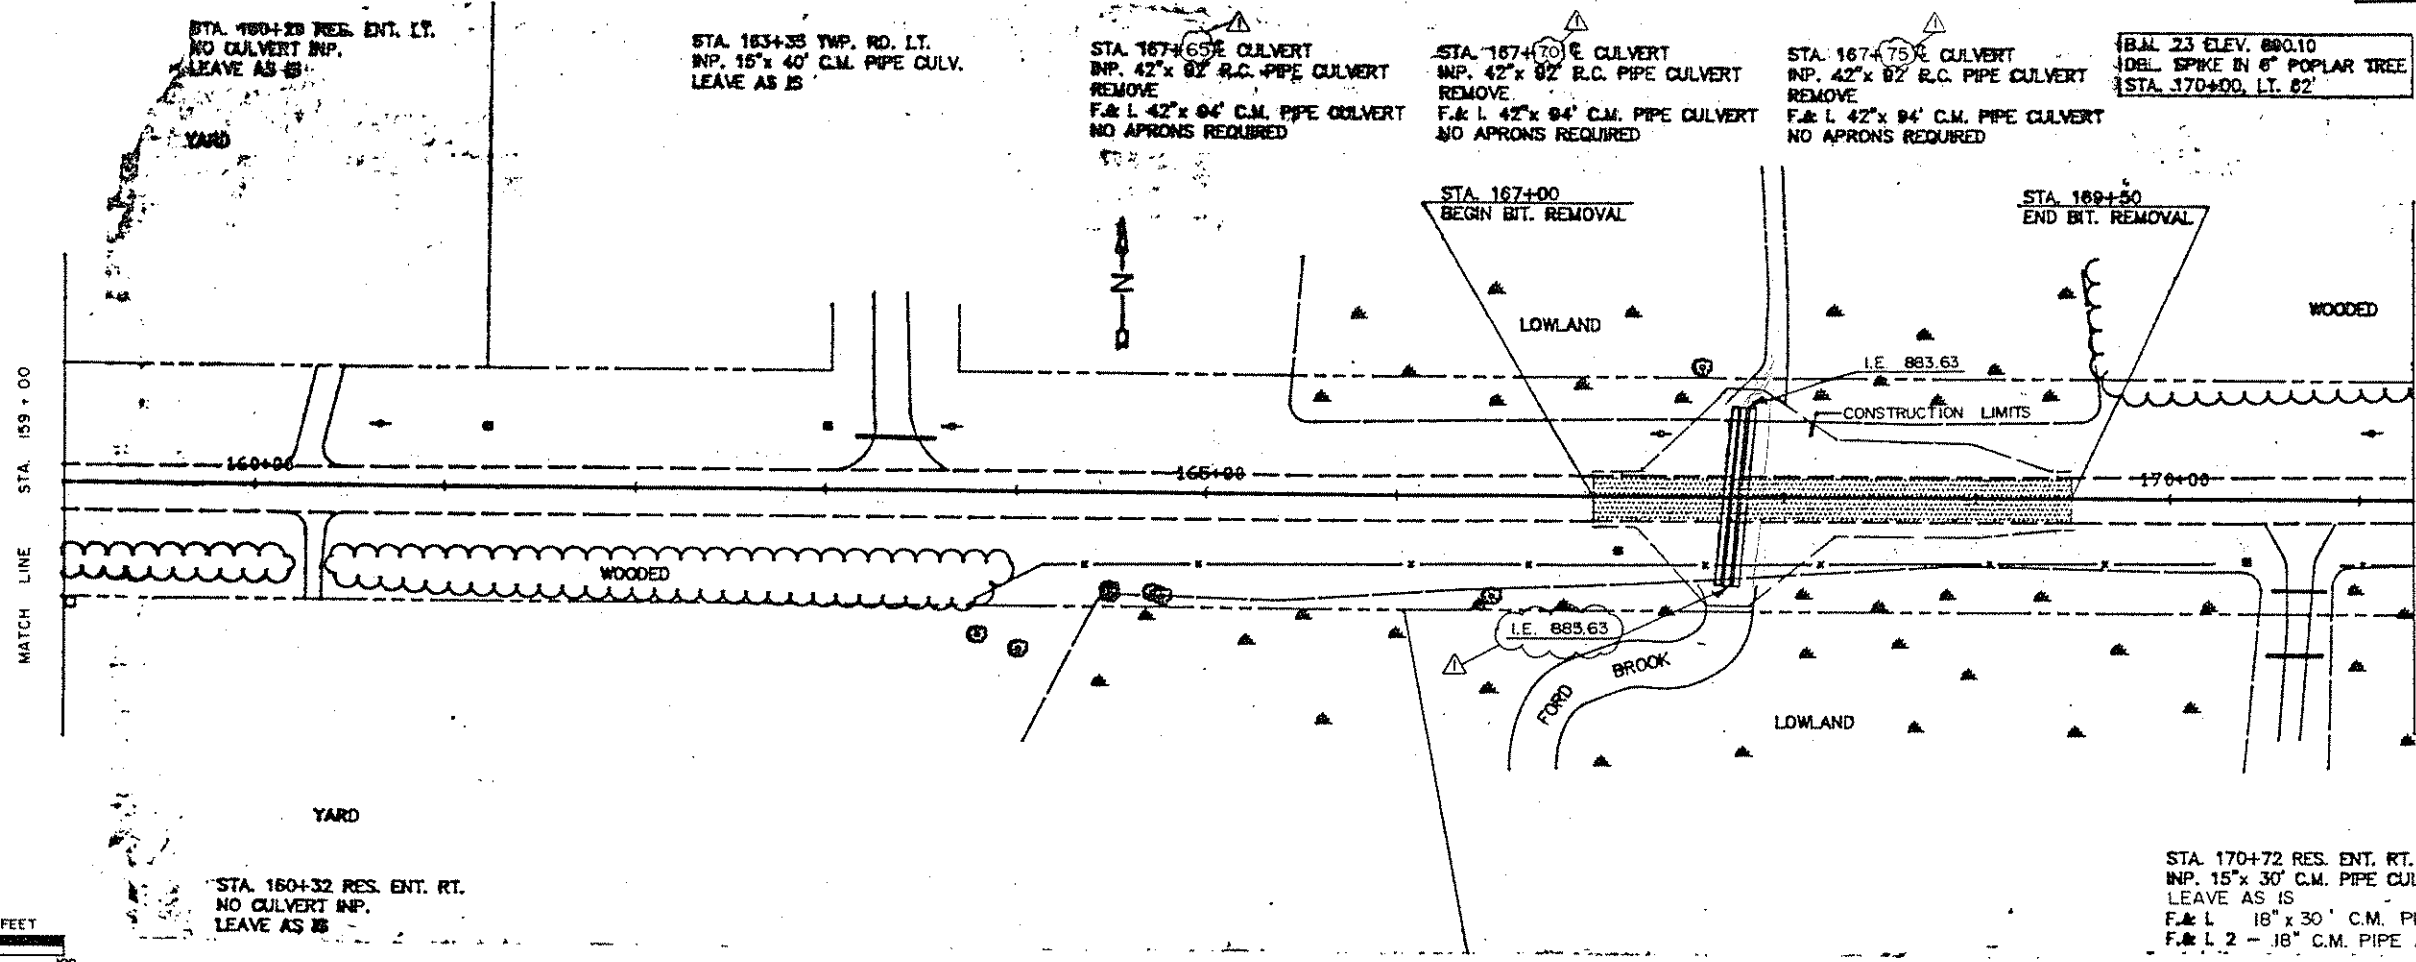 STA. 160+28 RES. ENT. LT.
NO CULVERT INP.
LEAVE AS IS
YARD
STA. 163+35 TWP. RD. LT.
INP. 15"x 40' C.M. PIPE CULV.
LEAVE AS IS
1
STA. 167+65 ℄ CULVERT
INP. 42"x 92' R.C. PIPE CULVERT
REMOVE
F.& I. 42"x 94' C.M. PIPE CULVERT
NO APRONS REQUIRED
1
STA. 167+70 ℄ CULVERT
INP. 42"x 92' R.C. PIPE CULVERT
REMOVE
F.& I. 42"x 94' C.M. PIPE CULVERT
NO APRONS REQUIRED
1
STA. 167+75 ℄ CULVERT
INP. 42"x 92' R.C. PIPE CULVERT
REMOVE
F.& I. 42"x 94' C.M. PIPE CULVERT
NO APRONS REQUIRED
B.M. 23 ELEV. 890.10
DBL. SPIKE IN 6" POPLAR TREE
STA. 170+00, LT. 82'
STA. 167+00
BEGIN BIT. REMOVAL
STA. 169+50
END BIT. REMOVAL
N
LOWLAND
WOODED
I.E. 883.63
CONSTRUCTION LIMITS
MATCH LINE STA. 159 + 00
160+00
165+00
170+00
WOODED
I.E. 883.63
1
FORD BROOK
LOWLAND
YARD
STA. 160+32 RES. ENT. RT.
NO CULVERT INP.
LEAVE AS IS
FEET
100
STA. 170+72 RES. ENT. RT.
INP. 15"x 30' C.M. PIPE CUL
LEAVE AS IS
F.& I. 18" x 30' C.M. PI
F.& I. 2 - 18" C.M. PIPE